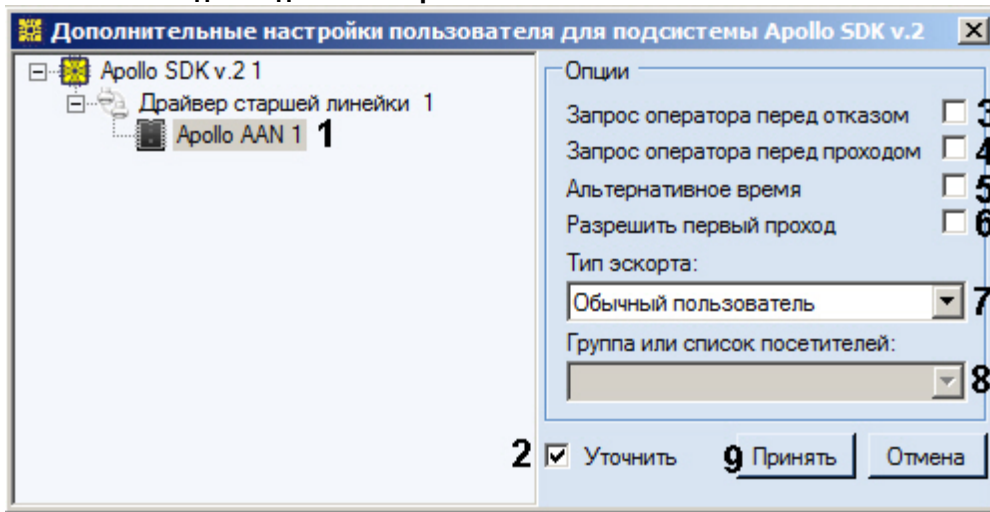 Дополнительные настройки пользователя для подсистемы Apollo SDK v.2
Apollo SDK v.2 1
Драйвер старшей линейки 1
Apollo AAN 1 1
Опции
Запрос оператора перед отказом 3
Запрос оператора перед проходом 4
Альтернативное время 5
Разрешить первый проход 6
Тип эскорта:
Обычный пользователь 7
Группа или список посетителей:
8
2 Уточнить 9 Принять Отмена